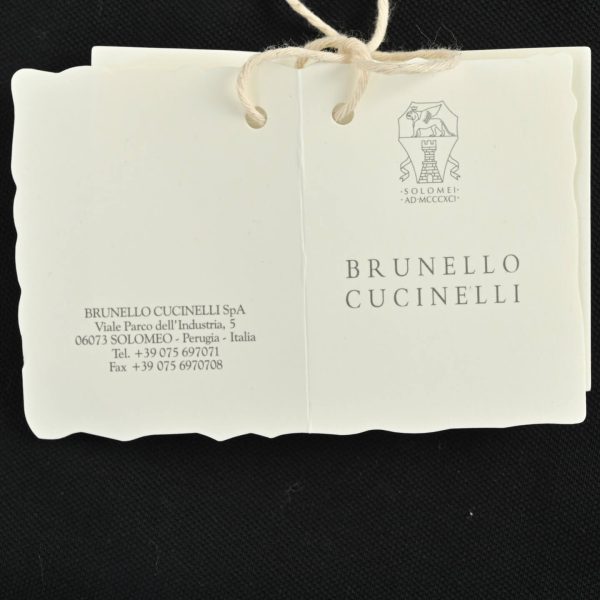 BRUNELLO CUCINELLI SpA
Viale Parco dell'Industria, 5
06073 SOLOMEO - Perugia - Italia
Tel. +39 075 697071
Fax +39 075 6970708
·SOLOMEI·
·AD·MCCCXCI·
BRUNELLO
CUCINELLI